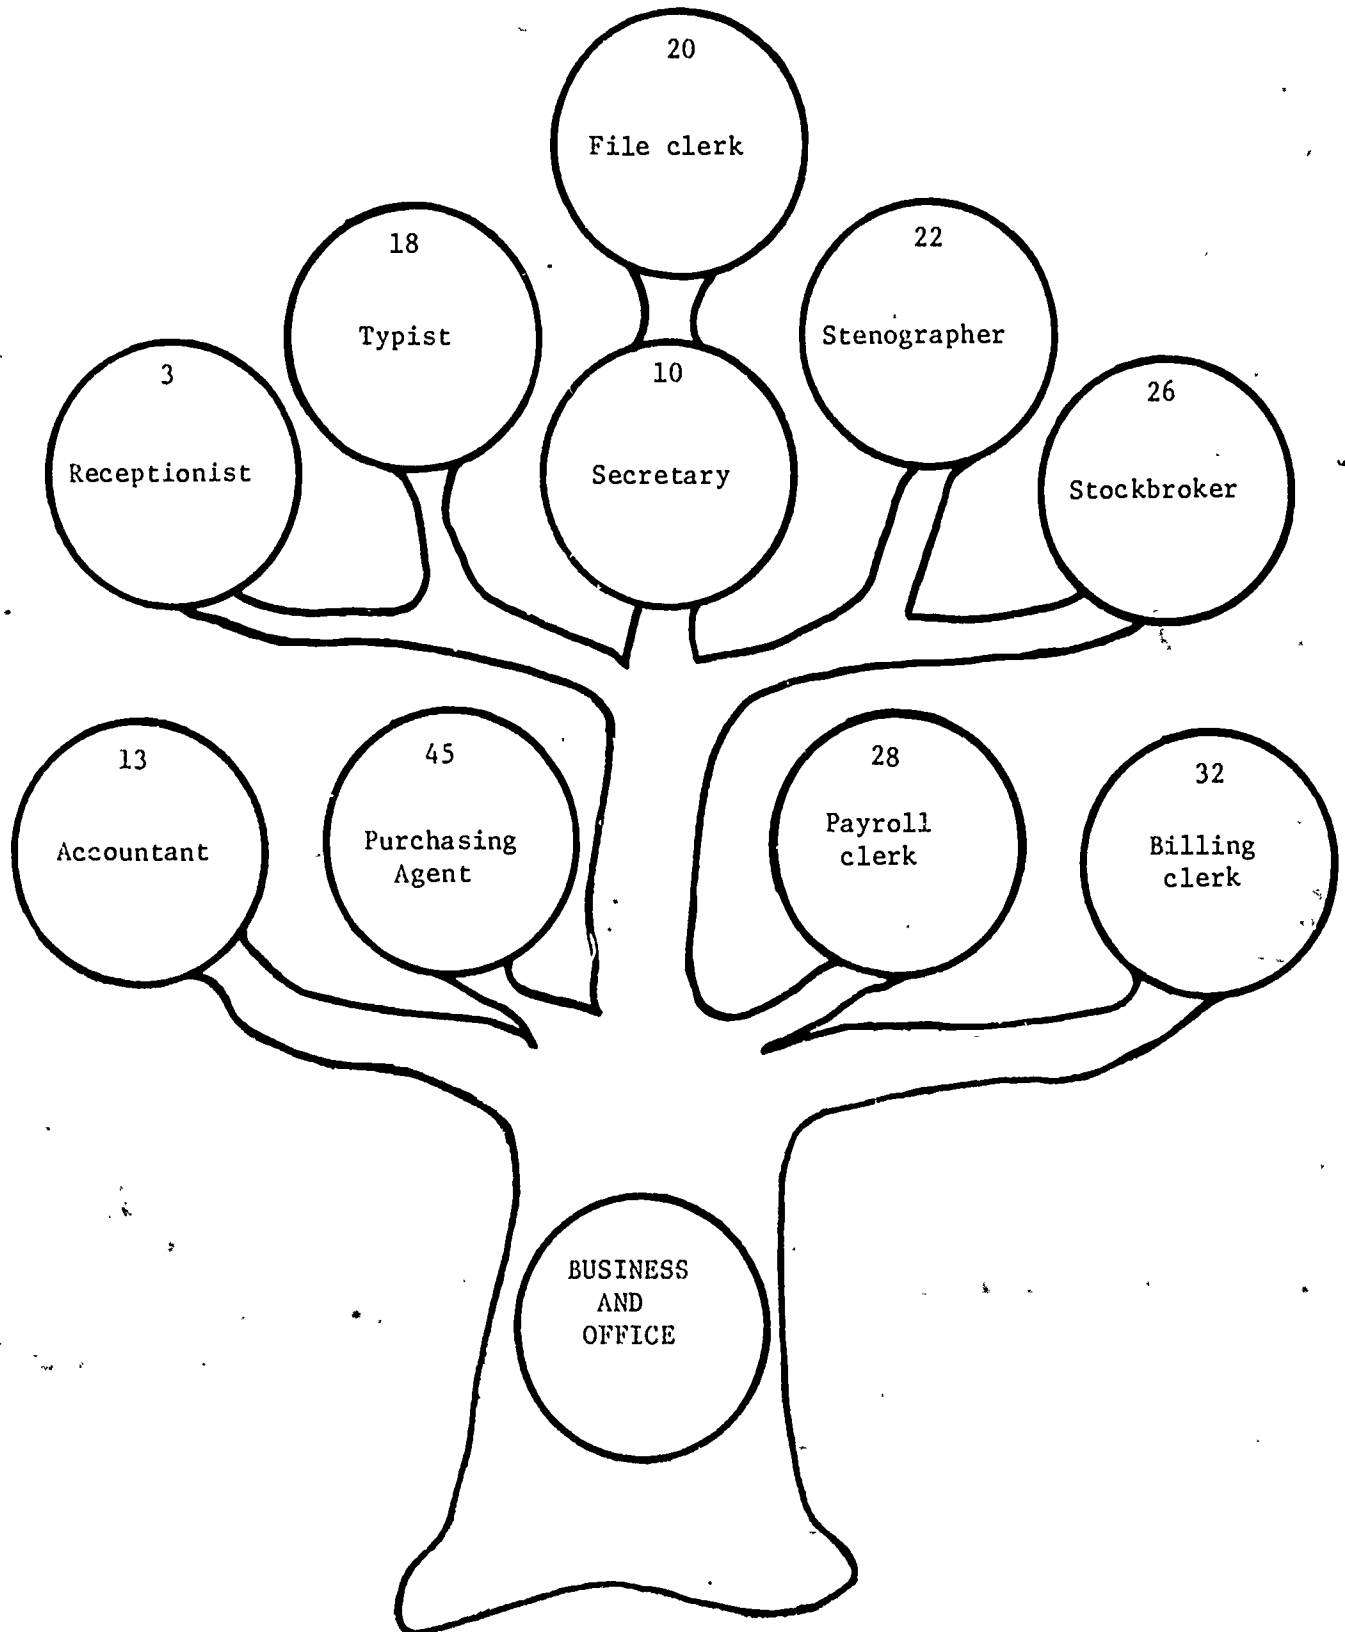 20
File clerk
18
Typist
22
Stenographer
3
Receptionist
10
Secretary
26
Stockbroker
13
Accountant
45
Purchasing
Agent
28
Payroll
clerk
32
Billing
clerk
BUSINESS
AND
OFFICE